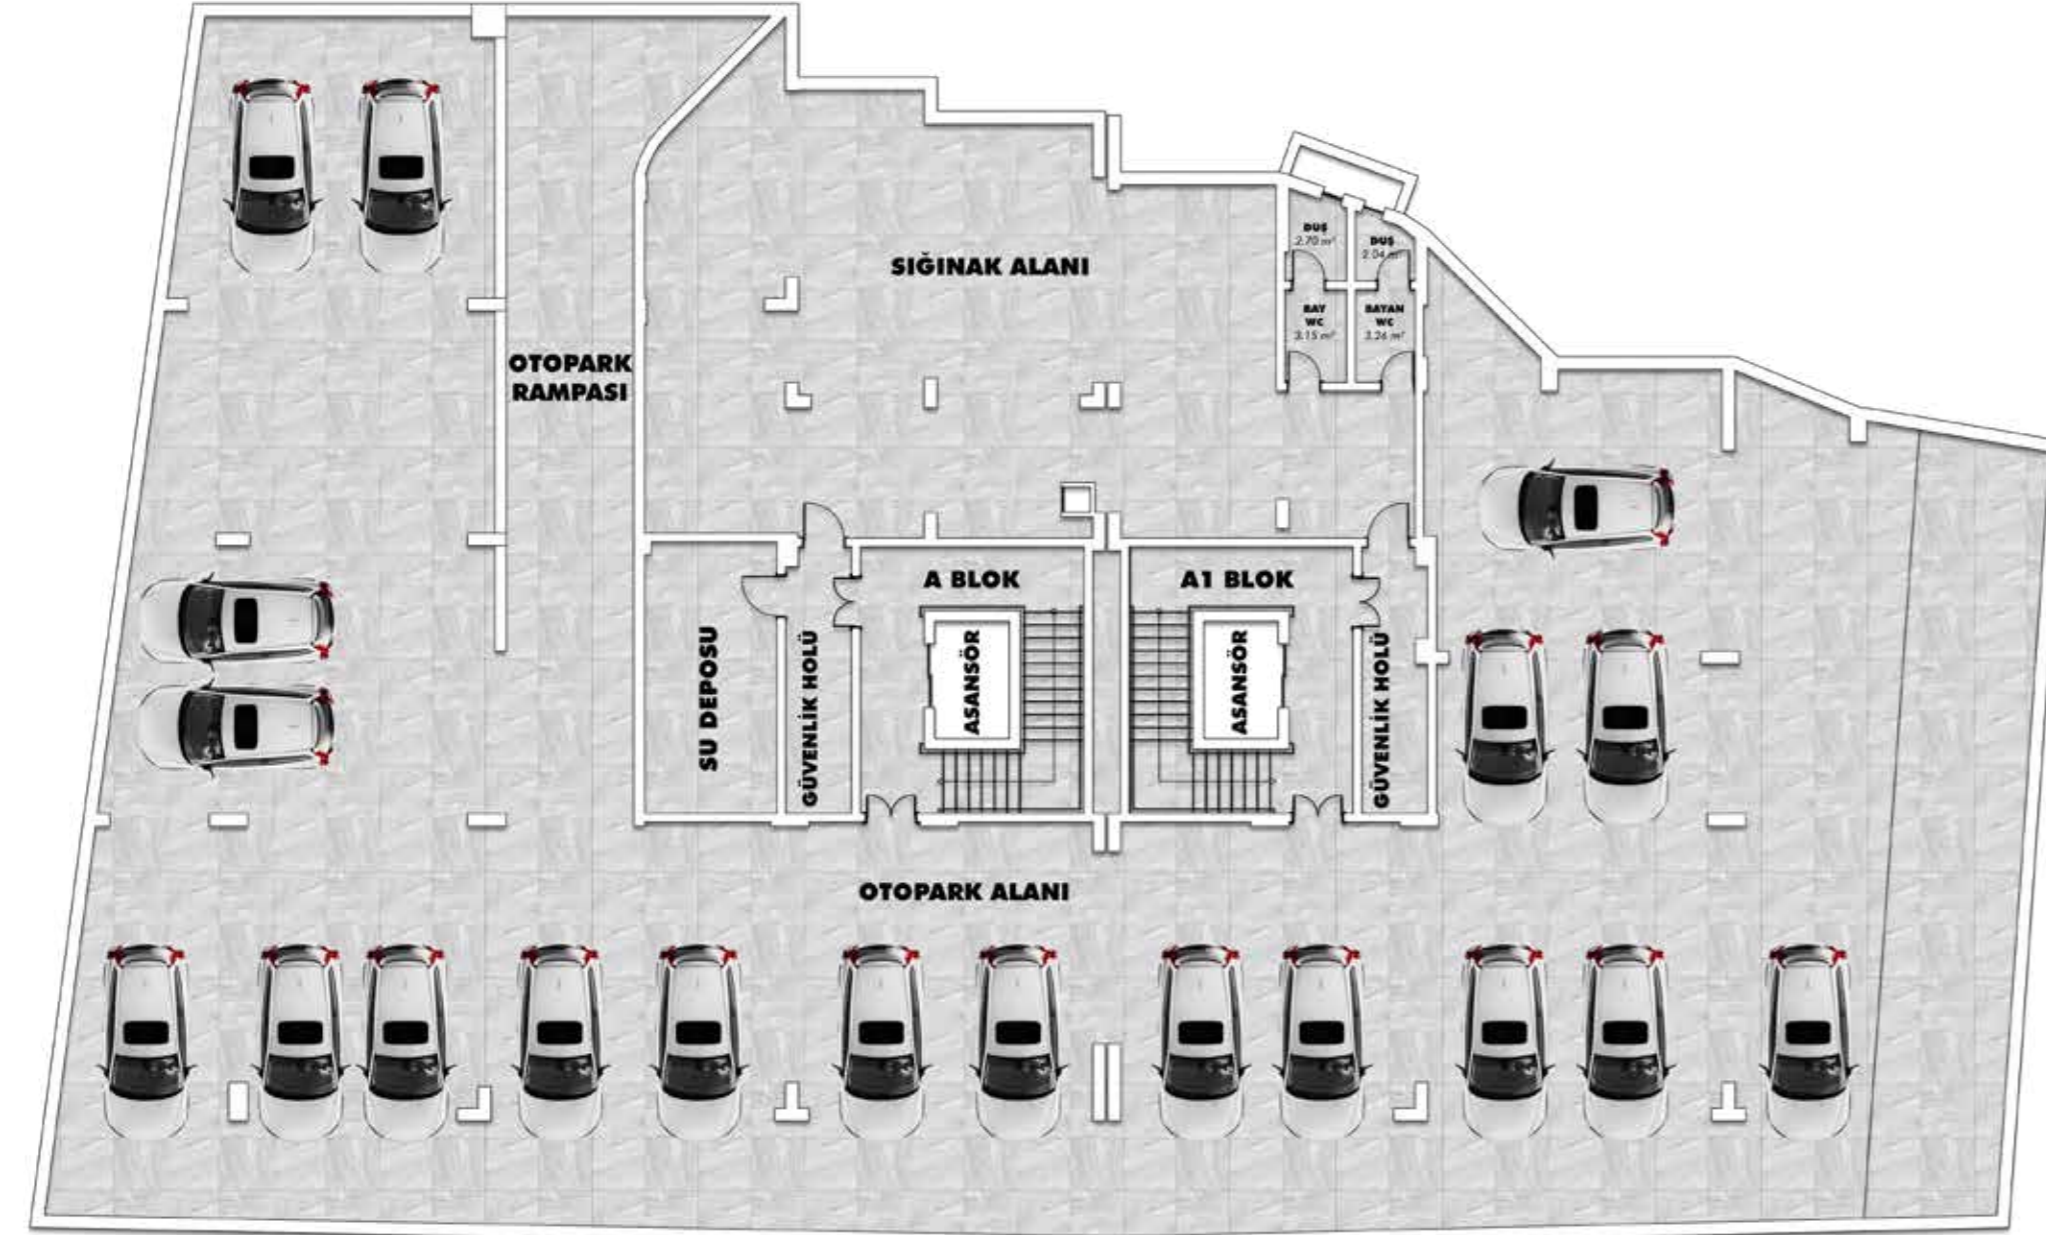 DUŞ
2.70 m²
DUŞ
2.04 m²
SIĞINAK ALANI
BAY
WC
3.15 m²
BAYAN
WC
3.26 m²
OTOPARK
RAMPASI
A BLOK
A1 BLOK
SU DEPOSU
GÜVENLİK HOLÜ
ASANSÖR
ASANSÖR
GÜVENLİK HOLÜ
OTOPARK ALANI